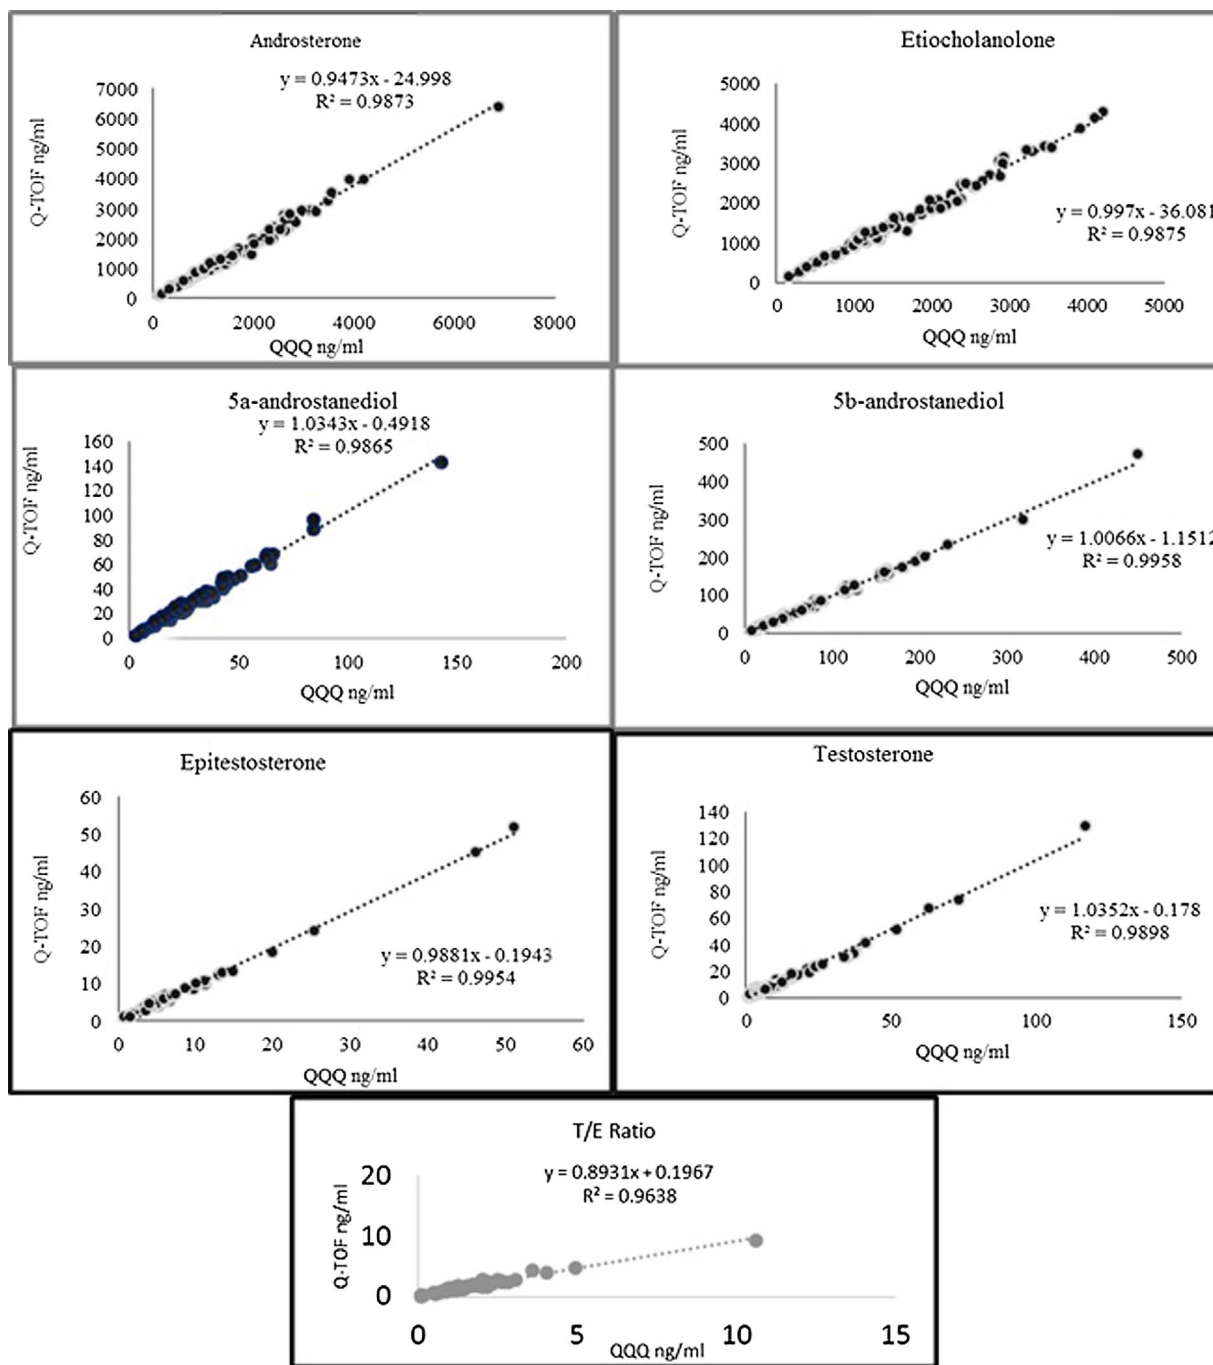 Androsterone
y = 0.9473x - 24.998
R² = 0.9873
Q-TOF ng/ml
7000
6000
5000
4000
3000
2000
1000
0
0 2000 4000 6000 8000
QQQ ng/ml
Etiocholanolone
Q-TOF ng/ml
5000
4000
3000
2000
1000
0
y = 0.997x - 36.081
R² = 0.9875
0 1000 2000 3000 4000 5000
QQQ ng/ml
5a-androstanediol
y = 1.0343x - 0.4918
R² = 0.9865
Q-TOF ng/ml
160
140
120
100
80
60
40
20
0
0 50 100 150 200
QQQ ng/ml
5b-androstanediol
Q-TOF ng/ml
500
400
300
200
100
0
y = 1.0066x - 1.1512
R² = 0.9958
0 100 200 300 400 500
QQQ ng/ml
Epitestosterone
Q-TOF ng/ml
60
50
40
30
20
10
0
y = 0.9881x - 0.1943
R² = 0.9954
0 10 20 30 40 50 60
QQQ ng/ml
Testosterone
Q-TOF ng/ml
140
120
100
80
60
40
20
0
y = 1.0352x - 0.178
R² = 0.9898
0 50 100 150
QQQ ng/ml
T/E Ratio
y = 0.8931x + 0.1967
R² = 0.9638
Q-TOF ng/ml
20
10
0
0 5 10 15
QQQ ng/ml